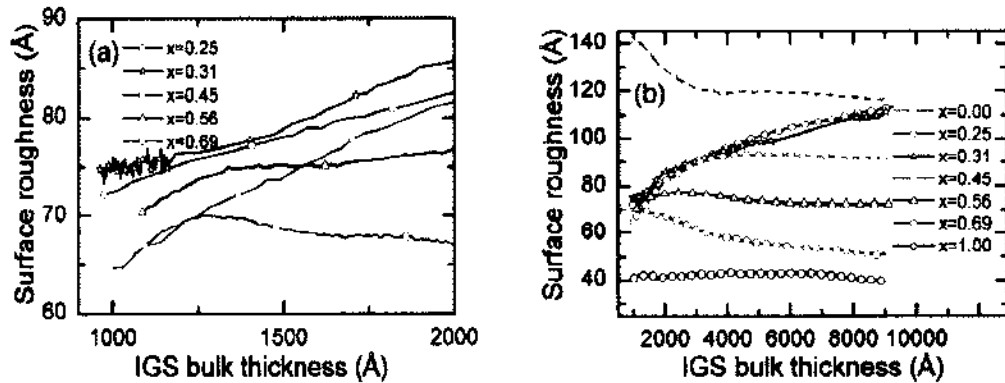 (a)
Surface roughness (Å)
90
80
70
60
x=0.25
x=0.31
x=0.45
x=0.56
x=0.69
1000 1500 2000
IGS bulk thickness (Å)
(b)
Surface roughness (Å)
140
120
100
80
60
40
x=0.00
x=0.25
x=0.31
x=0.45
x=0.56
x=0.69
x=1.00
2000 4000 6000 8000 10000
IGS bulk thickness (Å)